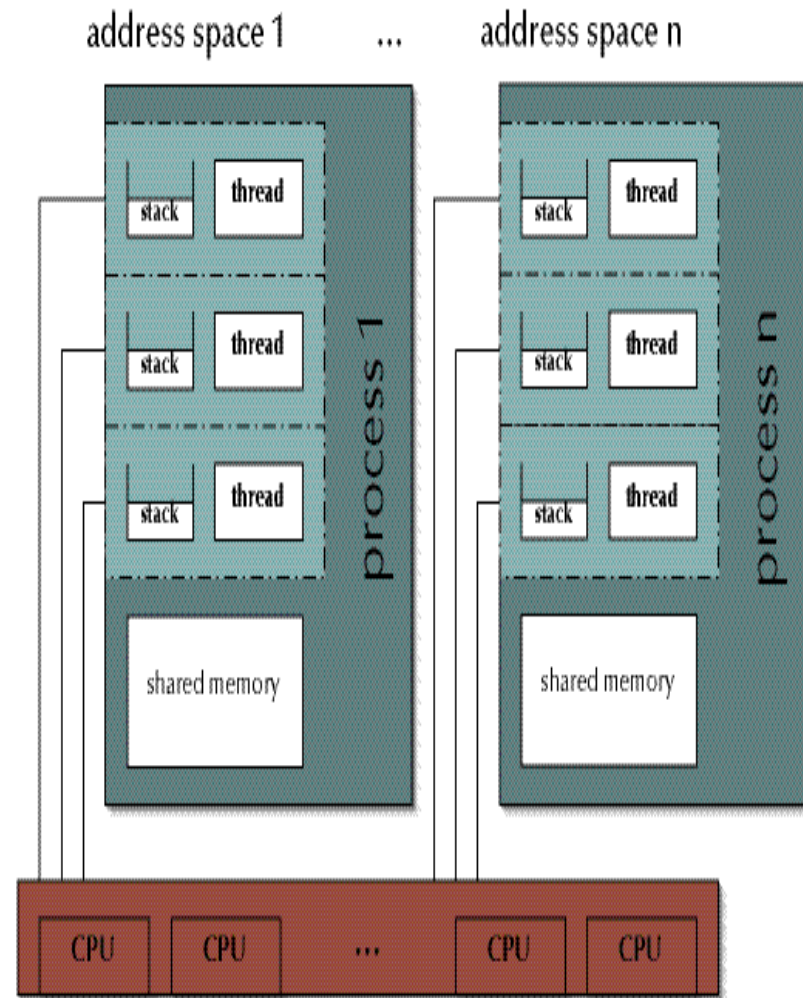 address space 1 ... address space n
stack thread
stack thread
stack thread
process 1
shared memory
stack thread
stack thread
stack thread
process n
shared memory
CPU CPU ... CPU CPU